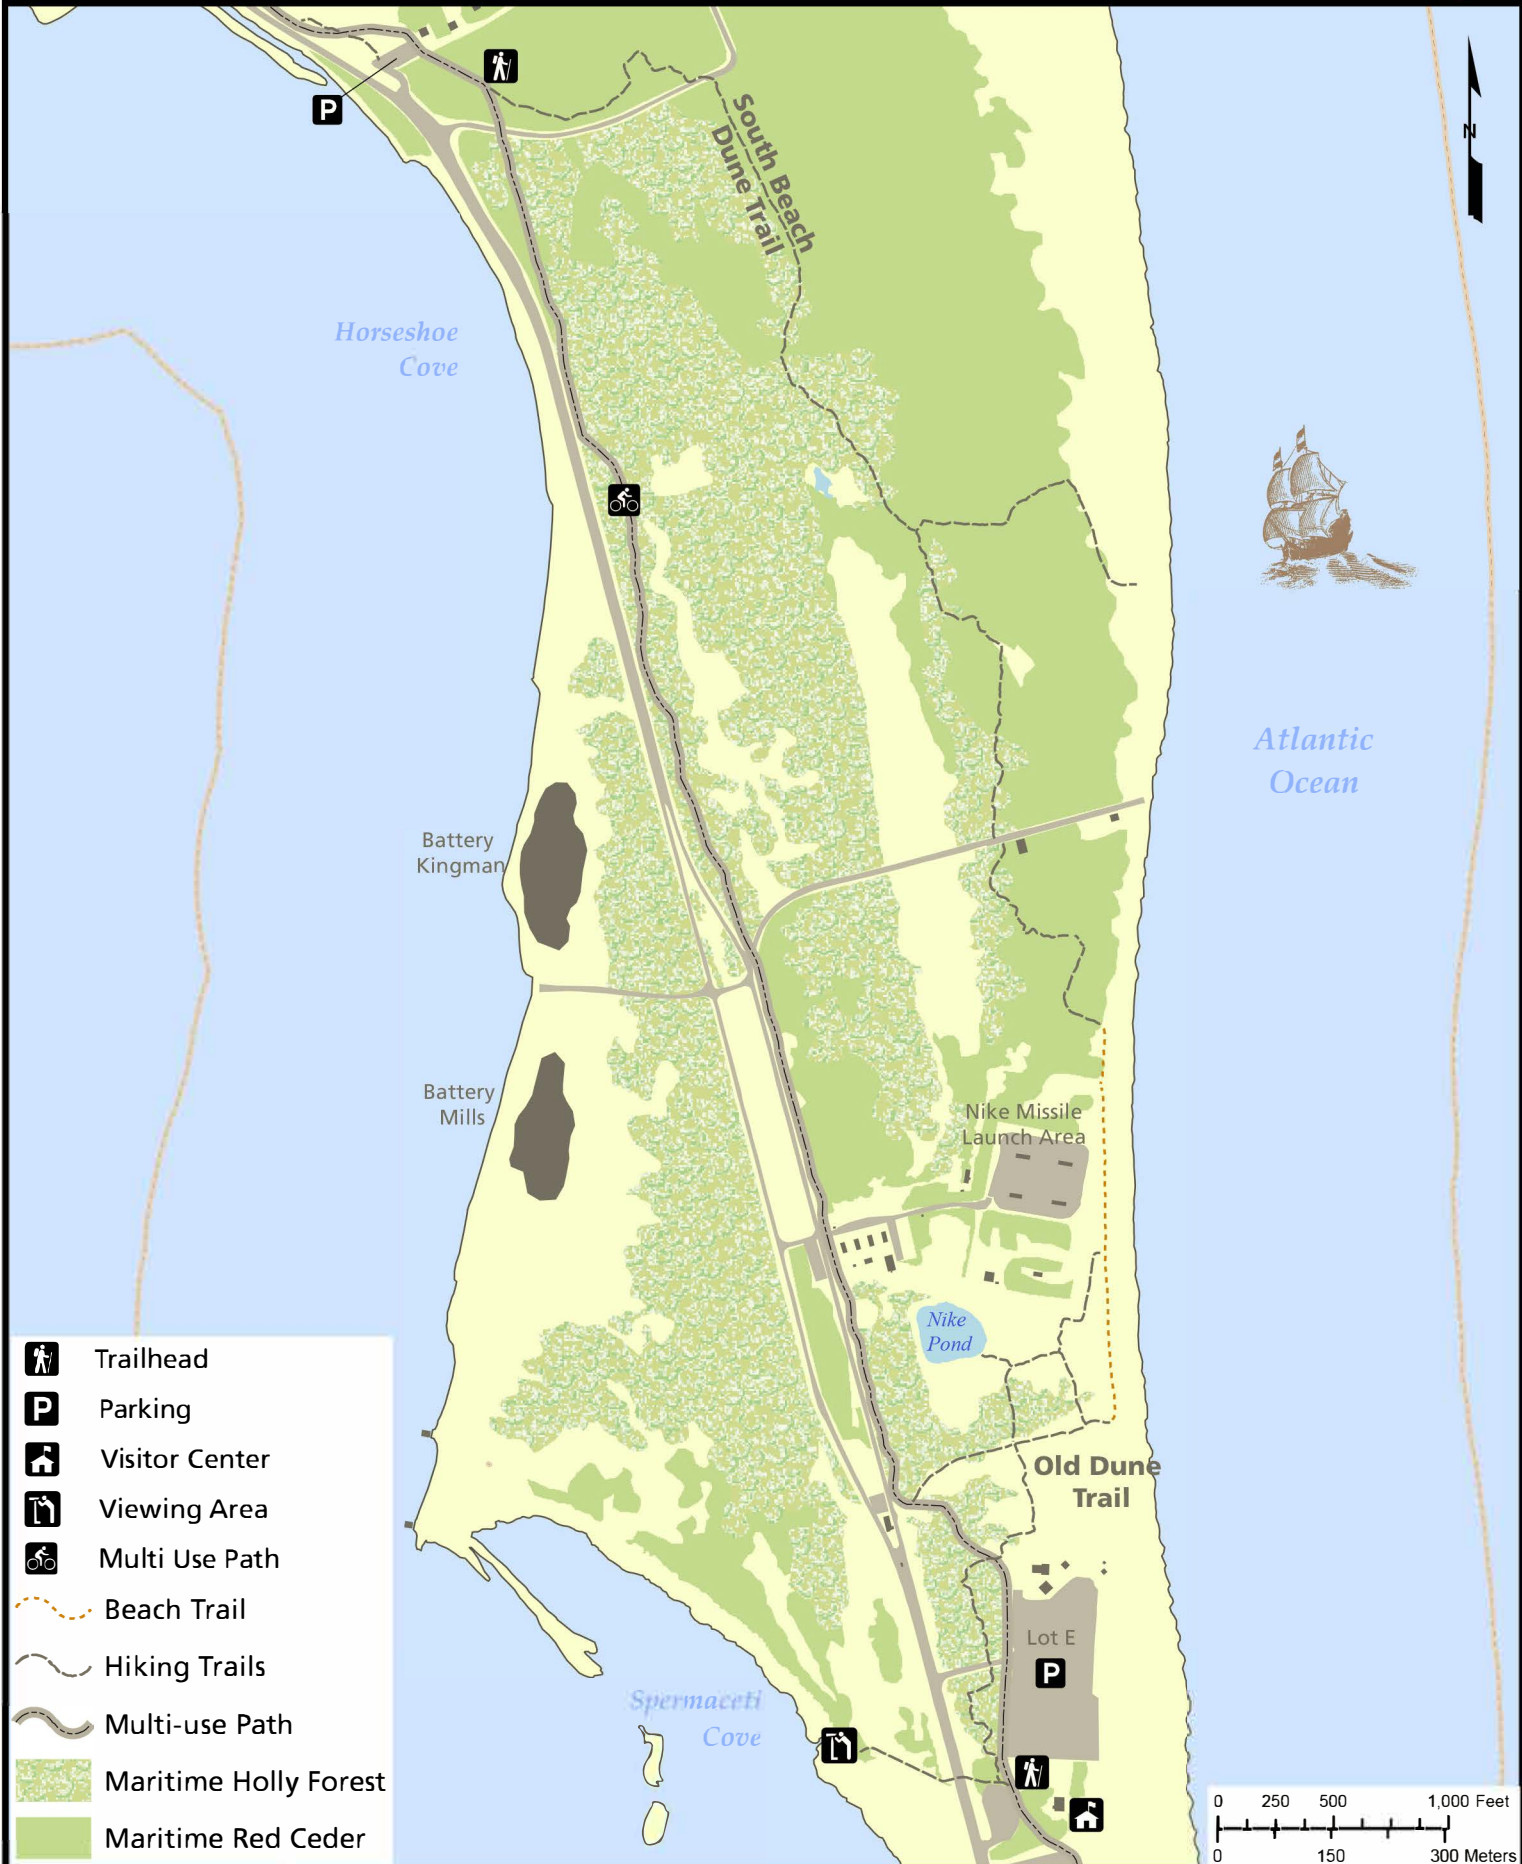 P
South Beach
Dune Trail
N
Horseshoe
Cove
Atlantic
Ocean
Battery
Kingman
Battery
Mills
Nike Missile
Launch Area
Nike
Pond
Old Dune
Trail
Lot E
P
Spermaceti
Cove
Trailhead
P
Parking
Visitor Center
Viewing Area
Multi Use Path
Beach Trail
Hiking Trails
Multi-use Path
Maritime Holly Forest
Maritime Red Ceder
0 250 500 1,000 Feet
0 150 300 Meters